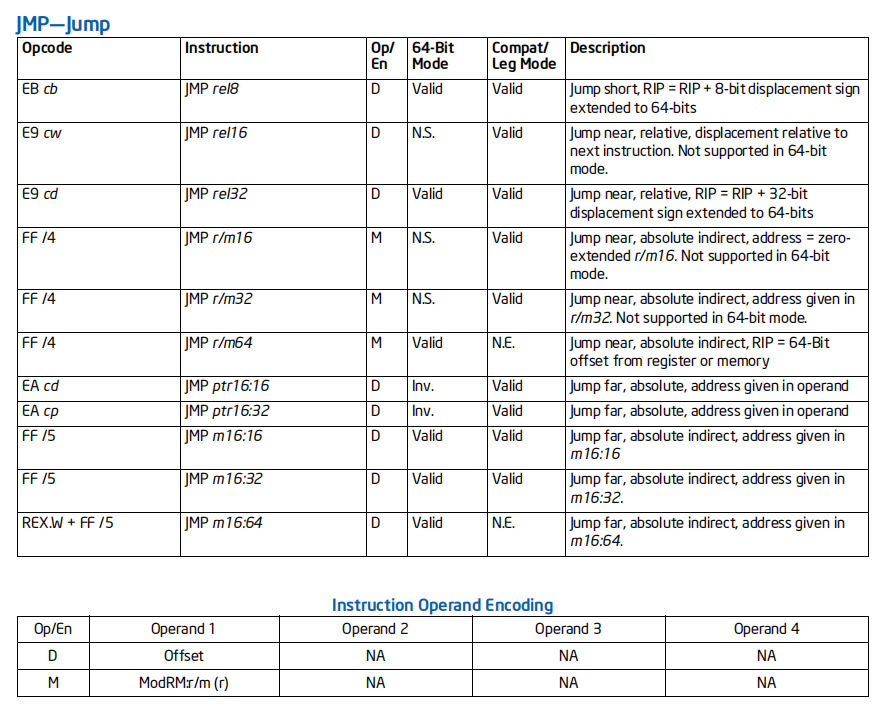 JMP—Jump
Opcode Instruction Op/ 64-Bit Compat/ Description
En Mode Leg Mode
EB cb JMP rel8 D Valid Valid Jump short, RIP = RIP + 8-bit displacement sign
extended to 64-bits
E9 cw JMP rel16 D N.S. Valid Jump near, relative, displacement relative to
next instruction. Not supported in 64-bit
mode.
E9 cd JMP rel32 D Valid Valid Jump near, relative, RIP = RIP + 32-bit
displacement sign extended to 64-bits
FF /4 JMP r/m16 M N.S. Valid Jump near, absolute indirect, address = zero-
extended r/m16. Not supported in 64-bit
mode.
FF /4 JMP r/m32 M N.S. Valid Jump near, absolute indirect, address given in
r/m32. Not supported in 64-bit mode.
FF /4 JMP r/m64 M Valid N.E. Jump near, absolute indirect, RIP = 64-Bit
offset from register or memory
EA cd JMP ptr16:16 D Inv. Valid Jump far, absolute, address given in operand
EA cp JMP ptr16:32 D Inv. Valid Jump far, absolute, address given in operand
FF /5 JMP m16:16 D Valid Valid Jump far, absolute indirect, address given in
m16:16
FF /5 JMP m16:32 D Valid Valid Jump far, absolute indirect, address given in
m16:32.
REX.W + FF /5 JMP m16:64 D Valid N.E. Jump far, absolute indirect, address given in
m16:64.
Instruction Operand Encoding
Op/En Operand 1 Operand 2 Operand 3 Operand 4
D Offset NA NA NA
M ModRM:r/m (r) NA NA NA